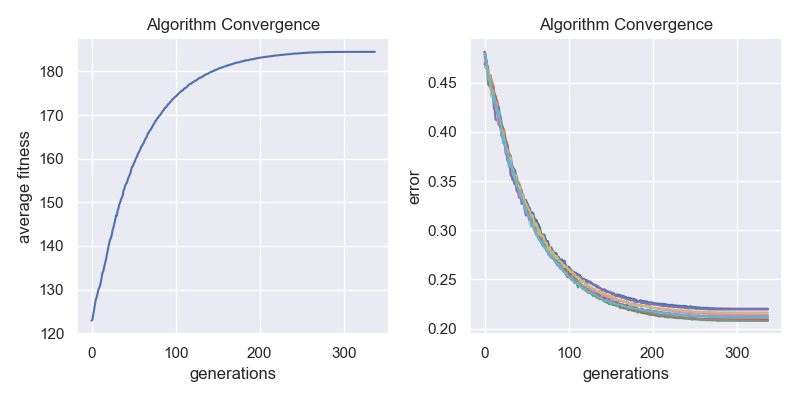 Algorithm Convergence
average fitness
180
170
160
150
140
130
120
0 100 200 300
generations
Algorithm Convergence
error
0.45
0.40
0.35
0.30
0.25
0.20
0 100 200 300
generations